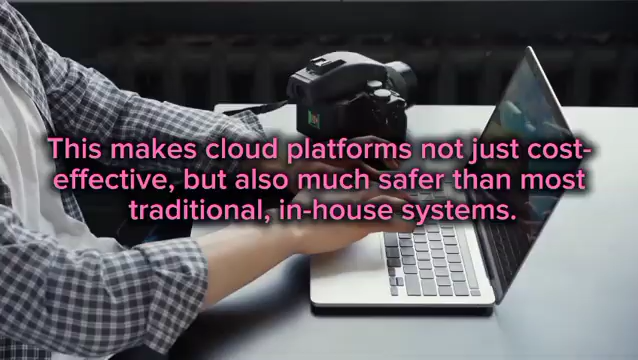 This makes cloud platforms not just cost-
effective, but also much safer than most
traditional, in-house systems.